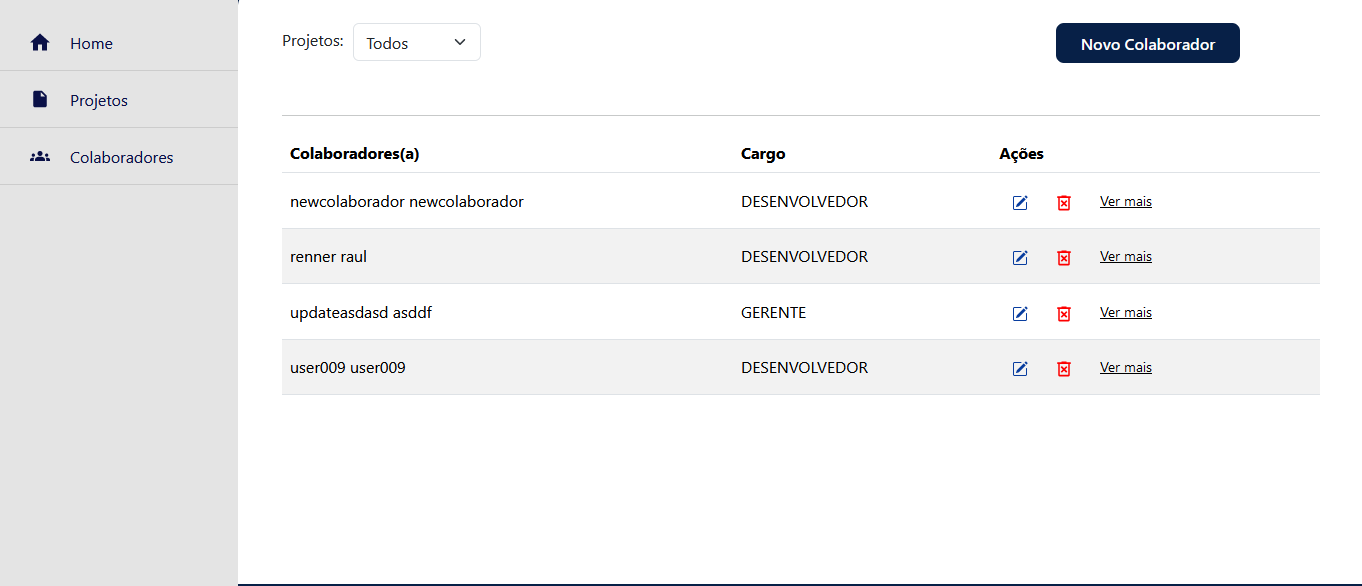 Home
Projetos
Colaboradores
Projetos: Todos
Novo Colaborador
Colaboradores(a) Cargo Ações
newcolaborador newcolaborador DESENVOLVEDOR Ver mais
renner raul DESENVOLVEDOR Ver mais
updateasdasd asddf GERENTE Ver mais
user009 user009 DESENVOLVEDOR Ver mais